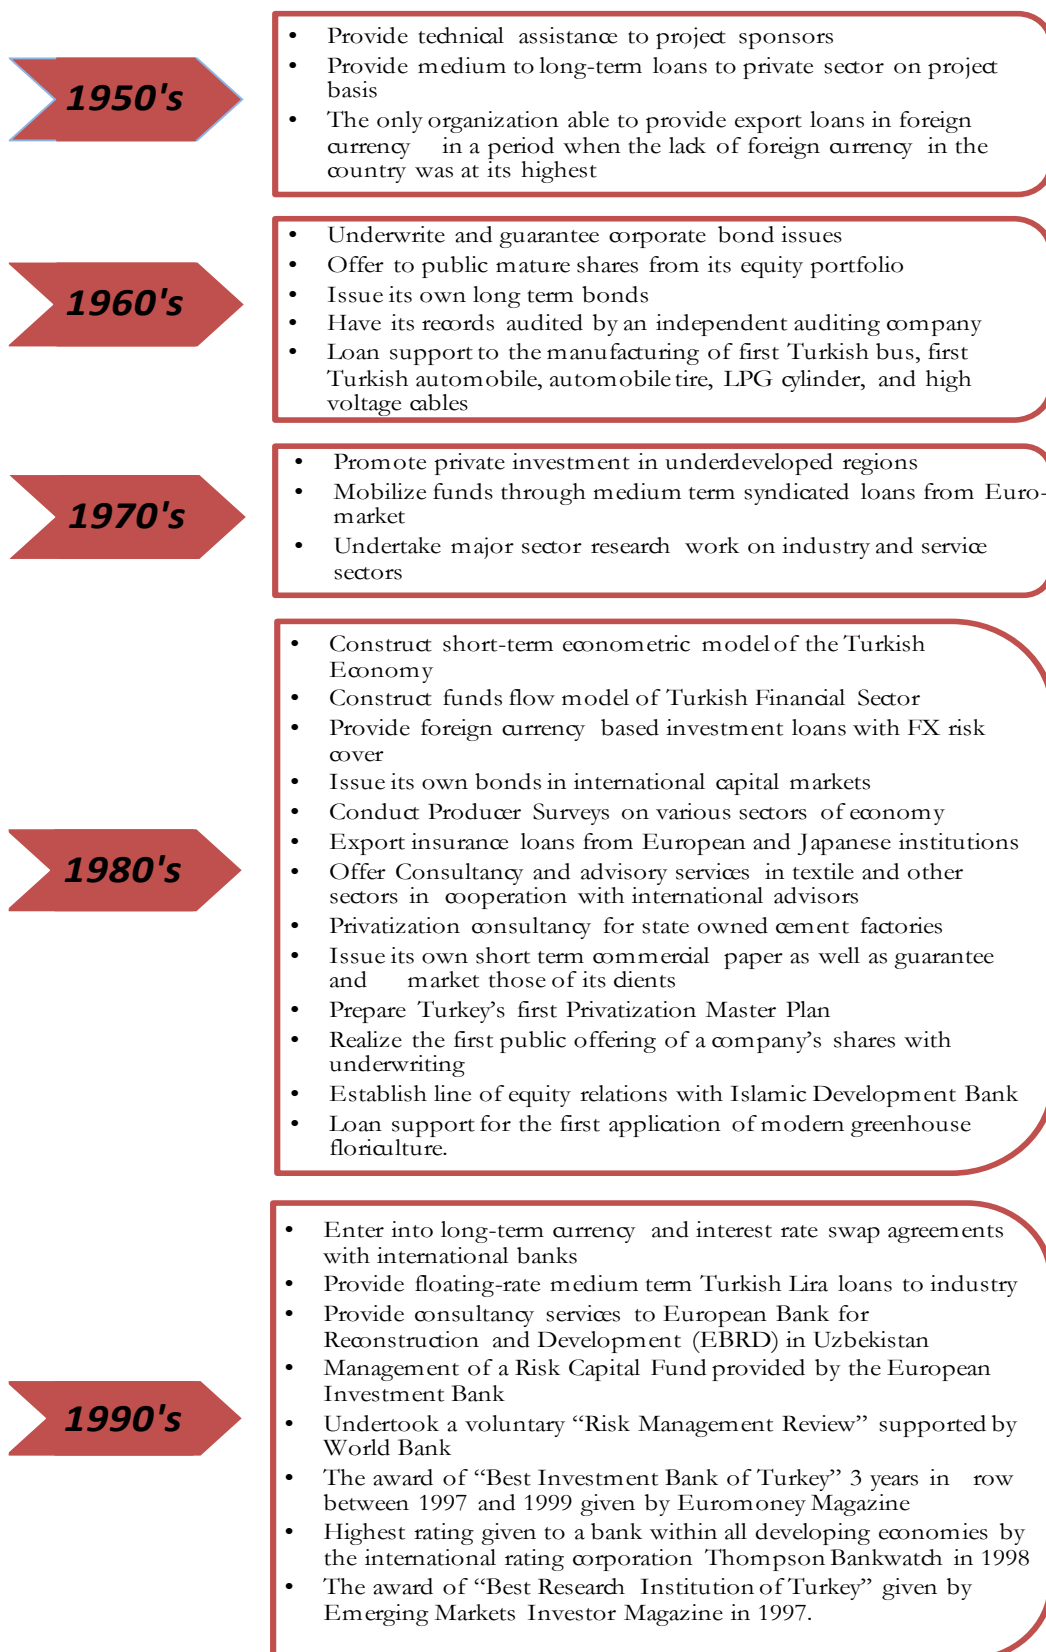 1950's
• Provide technical assistance to project sponsors
• Provide medium to long-term loans to private sector on project
basis
• The only organization able to provide export loans in foreign
currency in a period when the lack of foreign currency in the
country was at its highest
1960's
• Underwrite and guarantee corporate bond issues
• Offer to public mature shares from its equity portfolio
• Issue its own long term bonds
• Have its records audited by an independent auditing company
• Loan support to the manufacturing of first Turkish bus, first
Turkish automobile, automobile tire, LPG cylinder, and high
voltage cables
1970's
• Promote private investment in underdeveloped regions
• Mobilize funds through medium term syndicated loans from Euro-
market
• Undertake major sector research work on industry and service
sectors
1980's
• Construct short-term econometric model of the Turkish
Economy
• Construct funds flow model of Turkish Financial Sector
• Provide foreign currency based investment loans with FX risk
cover
• Issue its own bonds in international capital markets
• Conduct Producer Surveys on various sectors of economy
• Export insurance loans from European and Japanese institutions
• Offer Consultancy and advisory services in textile and other
sectors in cooperation with international advisors
• Privatization consultancy for state owned cement factories
• Issue its own short term commercial paper as well as guarantee
and market those of its clients
• Prepare Turkey’s first Privatization Master Plan
• Realize the first public offering of a company’s shares with
underwriting
• Establish line of equity relations with Islamic Development Bank
• Loan support for the first application of modern greenhouse
floriculture.
1990's
• Enter into long-term currency and interest rate swap agreements
with international banks
• Provide floating-rate medium term Turkish Lira loans to industry
• Provide consultancy services to European Bank for
Reconstruction and Development (EBRD) in Uzbekistan
• Management of a Risk Capital Fund provided by the European
Investment Bank
• Undertook a voluntary “Risk Management Review” supported by
World Bank
• The award of “Best Investment Bank of Turkey” 3 years in row
between 1997 and 1999 given by Euromoney Magazine
• Highest rating given to a bank within all developing economies by
the international rating corporation Thompson Bankwatch in 1998
• The award of “Best Research Institution of Turkey” given by
Emerging Markets Investor Magazine in 1997.